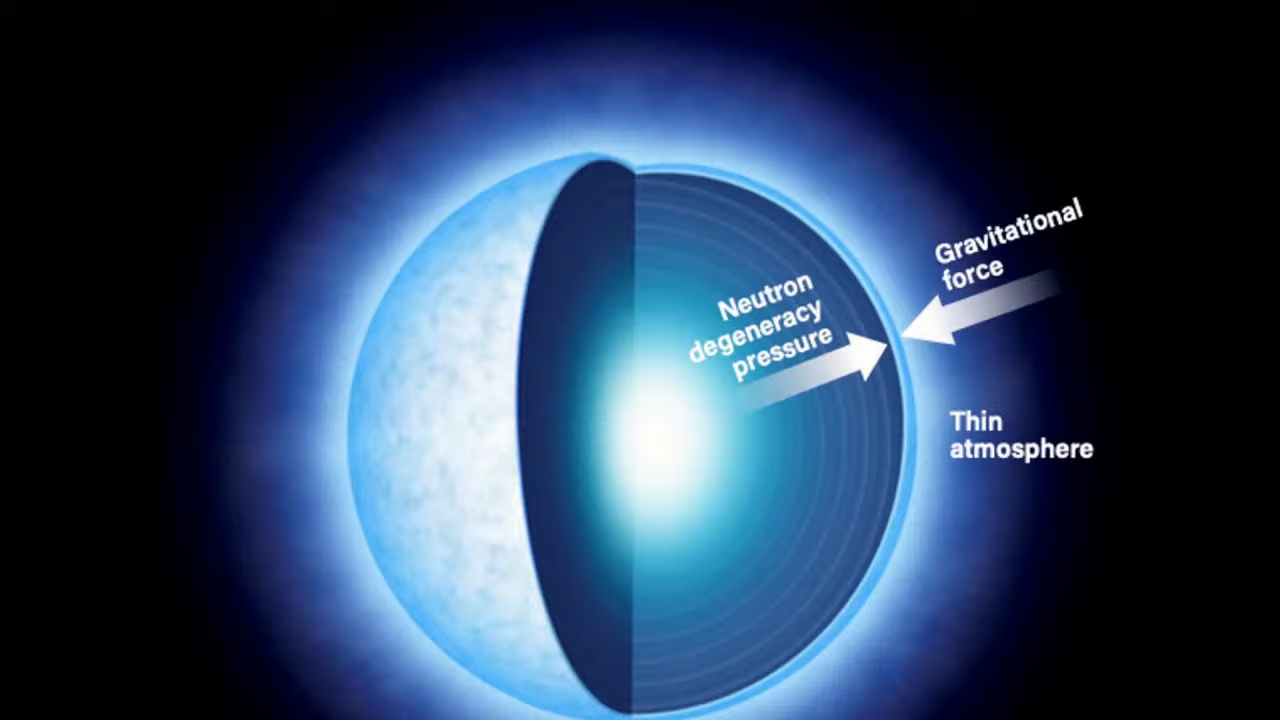 Gravitational
force
Neutron
degeneracy
pressure
Thin
atmosphere